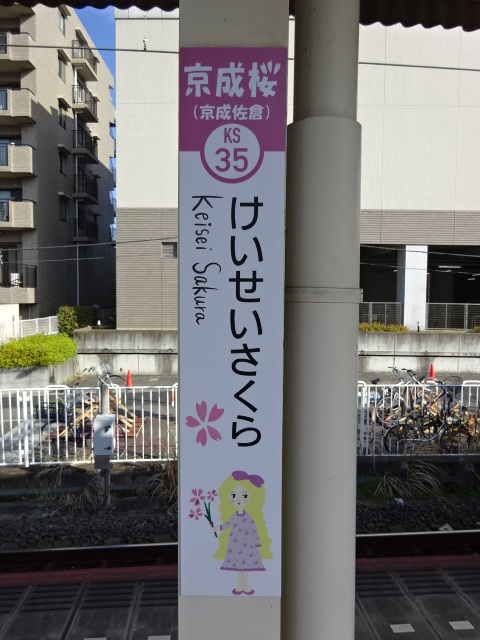 京成桜
(京成佐倉)
KS
35
けいせいさくら
Keisei Sakura